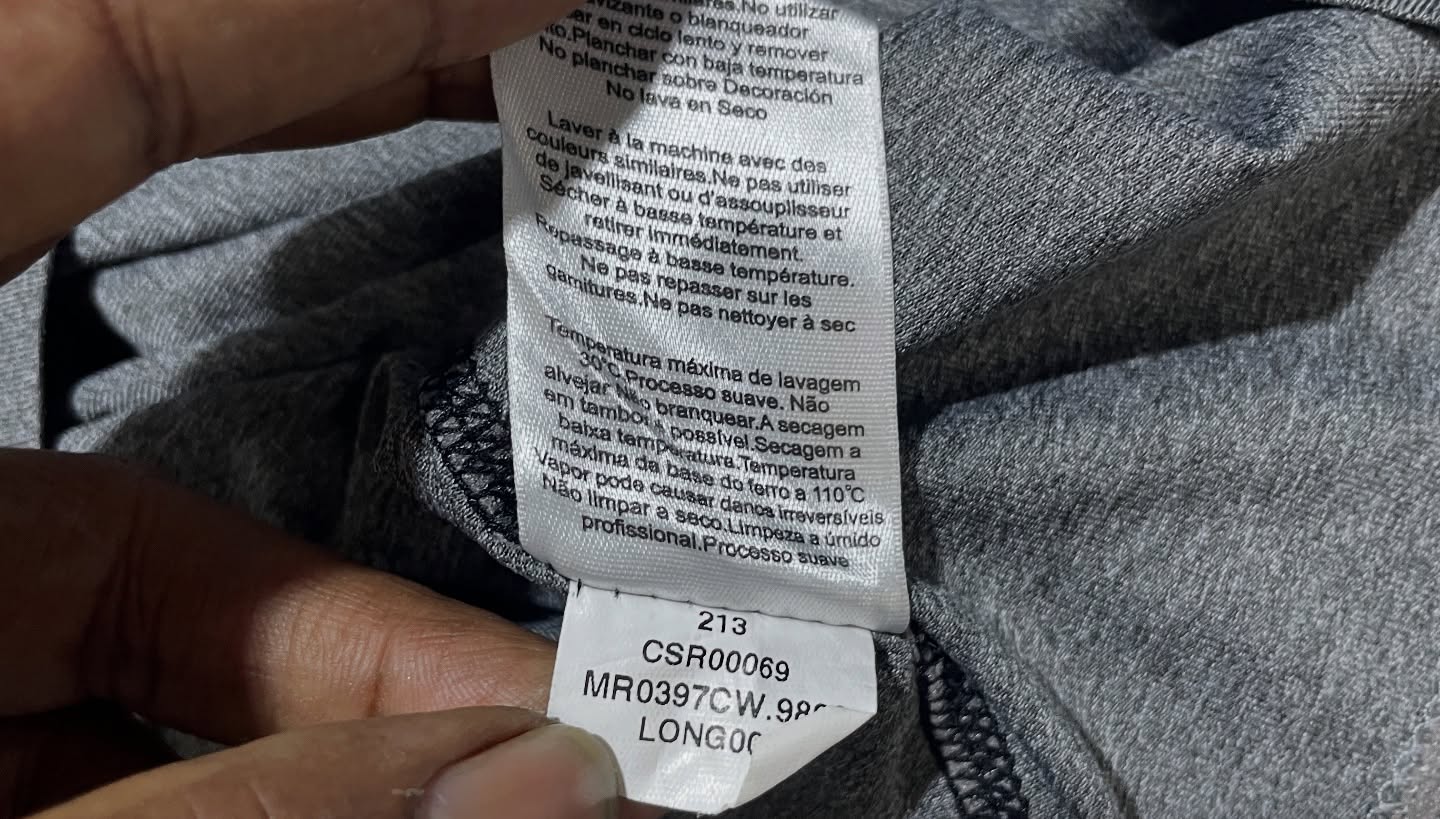 No utilizar
o blanqueador
en ciclo lento y remover
Planchar con baja temperatura
No planchar sobre Decoración
No lava en Seco
Laver à la machine avec des
couleurs similaires.Ne pas utiliser
de javellisant ou d'assouplisseur
Sécher à basse température et
retirer immédiatement.
Repassage à basse température.
Ne pas repasser sur les
garnitures.Ne pas nettoyer à sec
Temperatura máxima de lavagem
30°C.Processo suave. Não
alvejar branquear.A secagem
em possível.Secagem a
baixa temperatura.Temperatura
máxima da base do ferro a 110°C
Vapor pode causar danos irreversíveis
Não limpar a seco.Limpeza a úmido
profissional.Processo suave
213
CSR00069
MR0397CW.98
LONG0